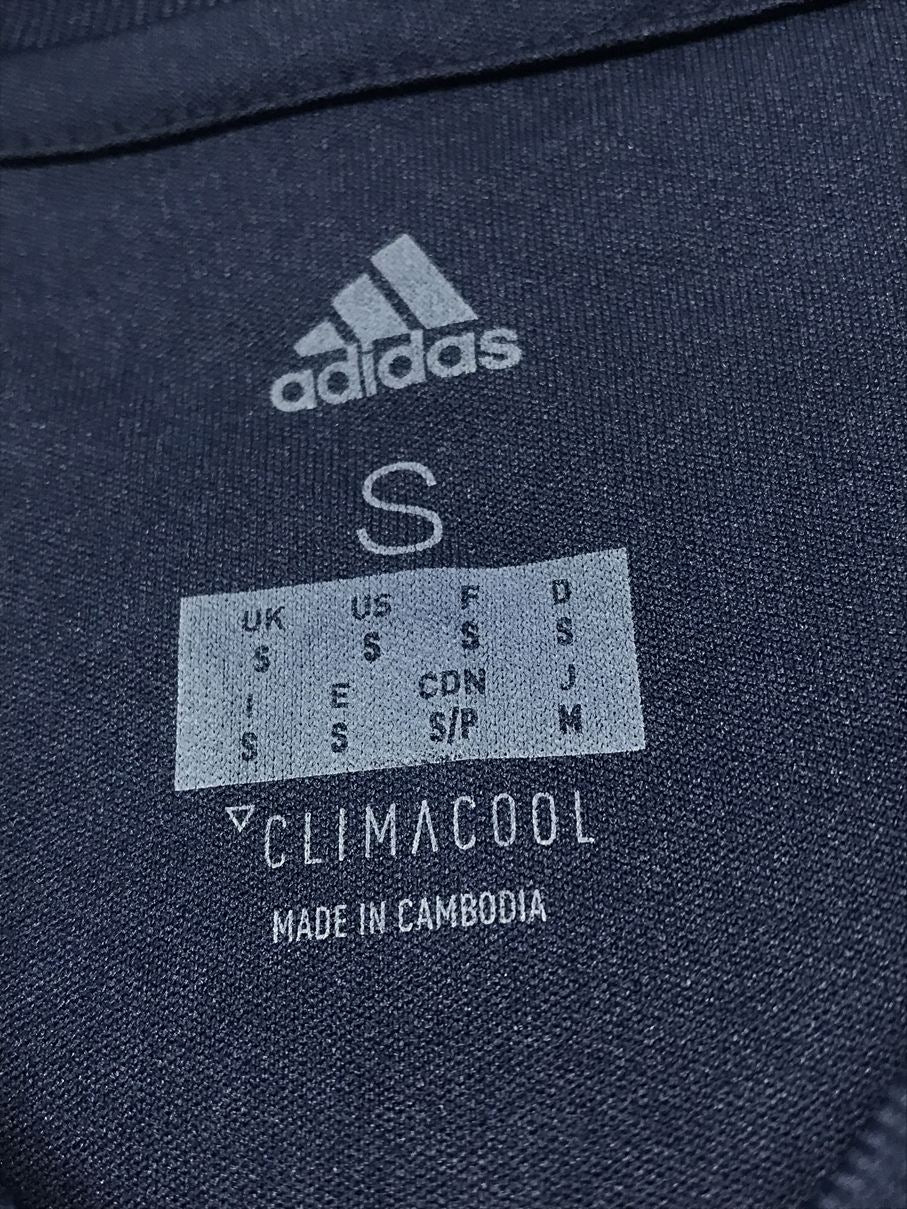 adidas
S
UK US F D
S S S S
I E CDN J
S S S/P M
CLIMACOOL
MADE IN CAMBODIA